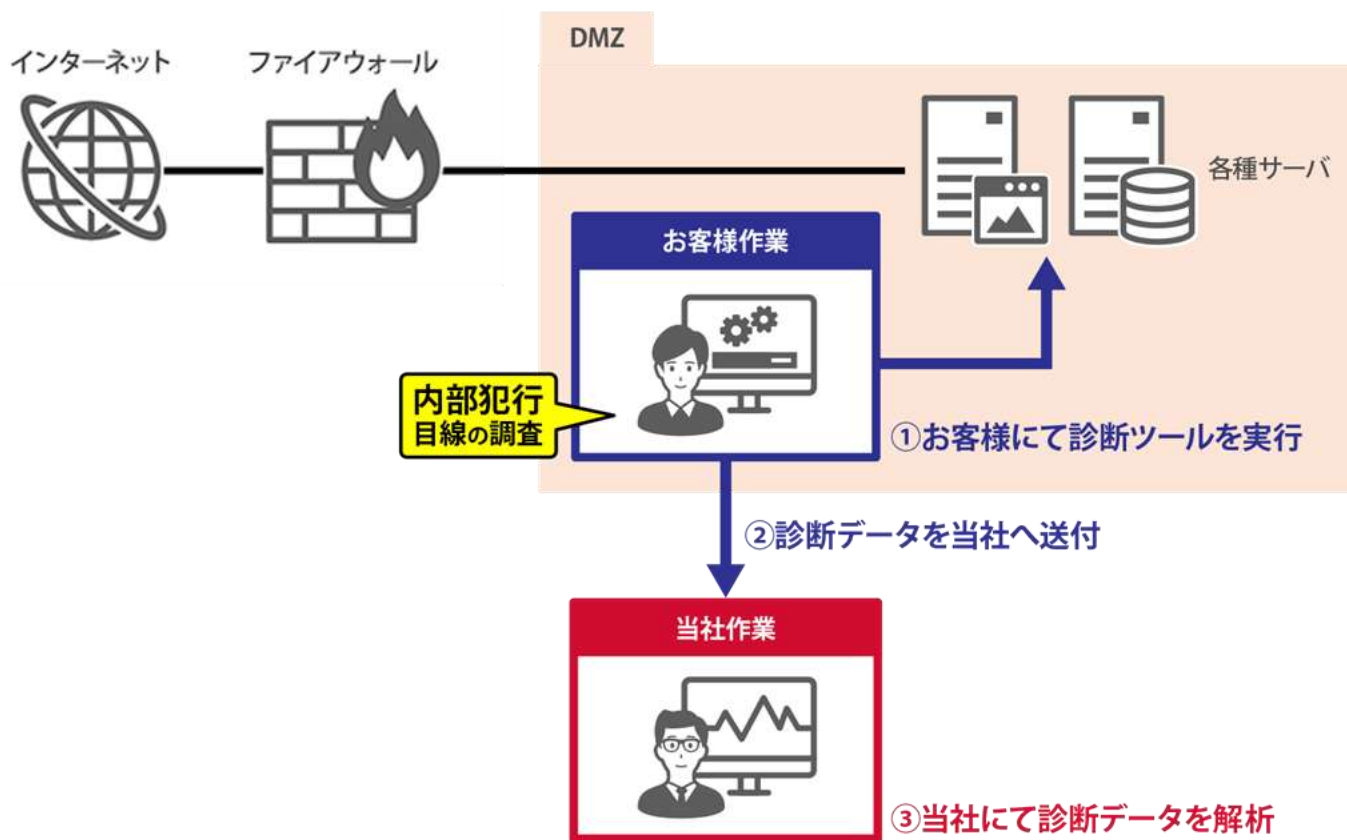 DMZ
インターネット
ファイアウォール
各種サーバ
お客様作業
内部犯行
目線の調査
①お客様にて診断ツールを実行
②診断データを当社へ送付
当社作業
③当社にて診断データを解析